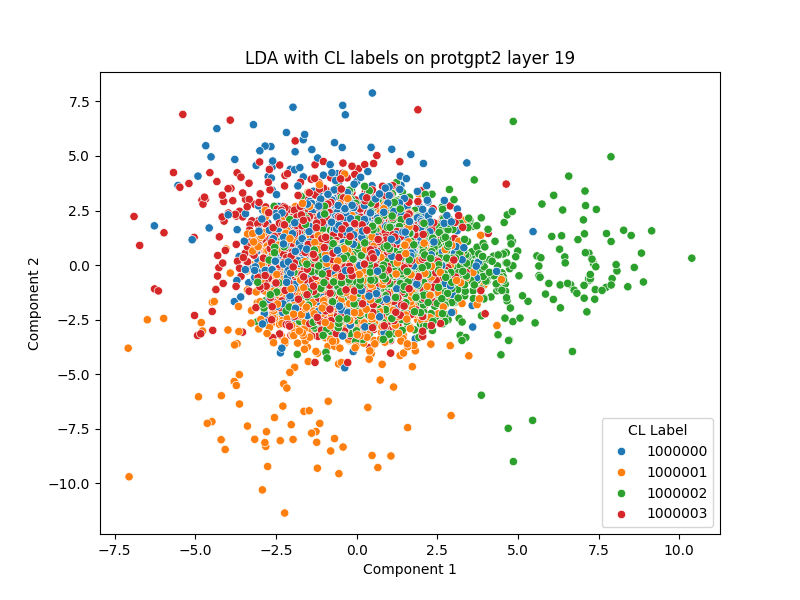 LDA with CL labels on protgpt2 layer 19
Component 2
7.5
5.0
2.5
0.0
−2.5
−5.0
−7.5
−10.0
CL Label
1000000
1000001
1000002
1000003
−7.5 −5.0 −2.5 0.0 2.5 5.0 7.5 10.0
Component 1